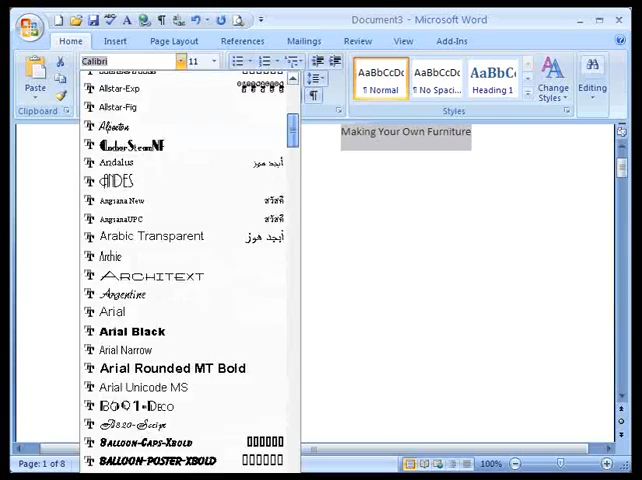 Document3 - Microsoft Word
Home Insert Page Layout References Mailings Review View Add-Ins
Paste
Clipboard
Calibri 11
AaBbCcDc AaBbCcDc AaBbC
¶ Normal ¶ No Spaci... Heading 1
Change Styles
Styles
Editing
Making Your Own Furniture
Allstar-Exp
Allstar-Fig
Andalus أبجد هوز
ANDES
Angsana New สวัสดี
AngsanaUPC สวัสดี
Arabic Transparent أبجد هوز
Archie
Architext
Argentine
Arial
Arial Black
Arial Narrow
Arial Rounded MT Bold
Arial Unicode MS
Balloon-Caps-Xbold
Balloon-Poster-Xbold
Page: 1 of 8
100%